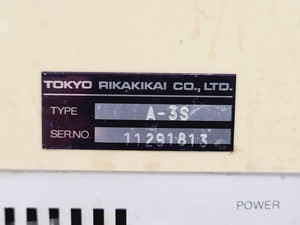 TOKYO RIKAKIKAI CO., LTD.
TYPE A-3S
SER.NO. 11291813
POWER